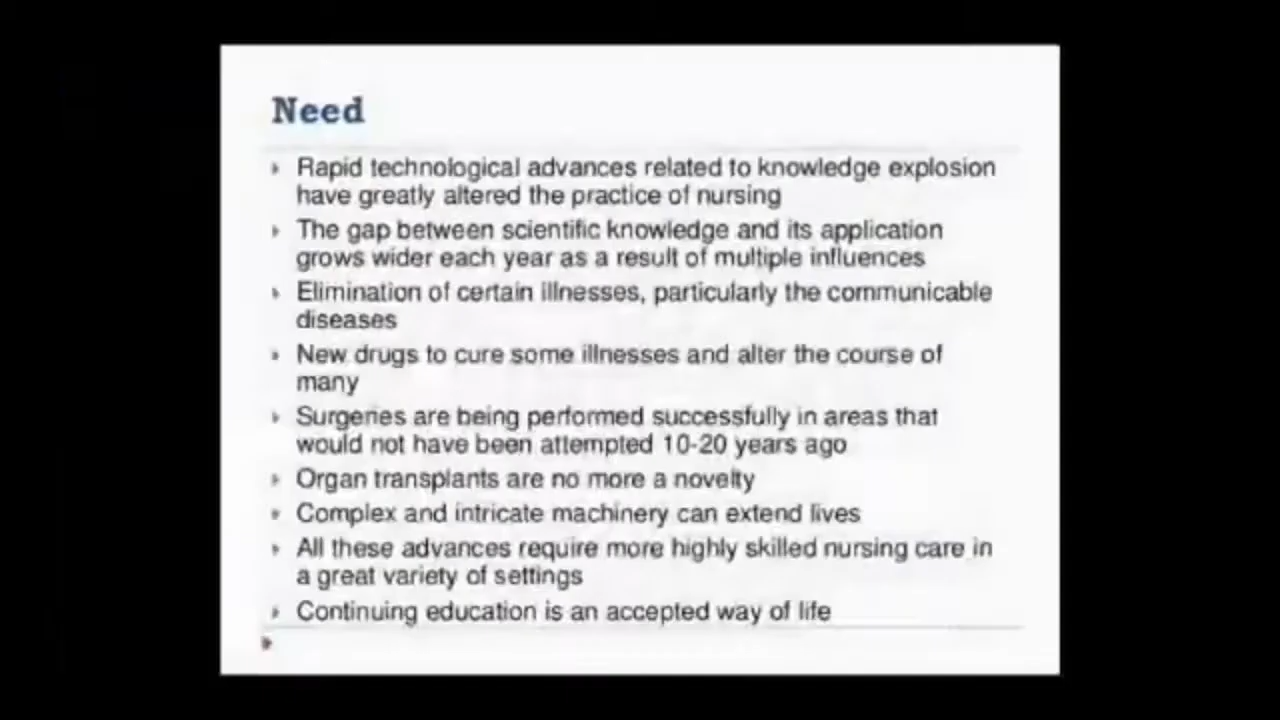 Need
Rapid technological advances related to knowledge explosion
have greatly altered the practice of nursing
The gap between scientific knowledge and its application
grows wider each year as a result of multiple influences
Elimination of certain illnesses, particularly the communicable
diseases
New drugs to cure some illnesses and alter the course of
many
Surgeries are being performed successfully in areas that
would not have been attempted 10-20 years ago
Organ transplants are no more a novelty
Complex and intricate machinery can extend lives
All these advances require more highly skilled nursing care in
a great variety of settings
Continuing education is an accepted way of life